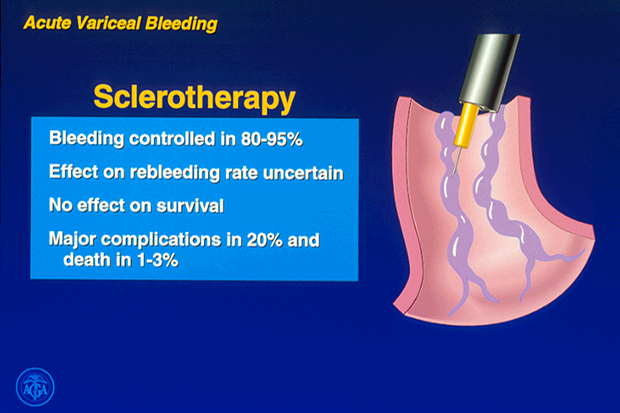 Acute Variceal Bleeding
Sclerotherapy
Bleeding controlled in 80-95%
Effect on rebleeding rate uncertain
No effect on survival
Major complications in 20% and
death in 1-3%
AGA